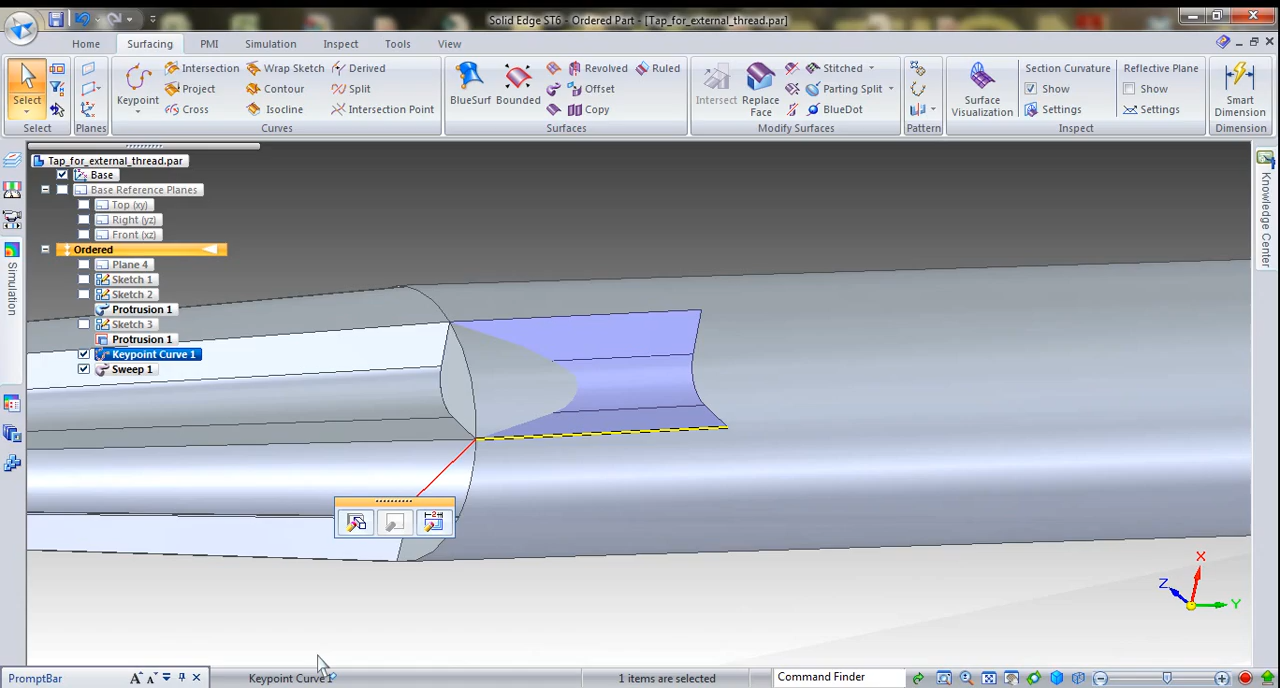 Solid Edge ST6 - Ordered Part - [Tap_for_external_thread.par]
Home Surfacing PMI Simulation Inspect Tools View
Select
Select
Planes
Keypoint
Intersection Wrap Sketch Derived
Project Contour Split
Cross Isocline Intersection Point
Curves
BlueSurf Bounded
Revolved Ruled
Offset
Copy
Surfaces
Intersect Replace Face
Stitched
Parting Split
BlueDot
Modify Surfaces
Pattern
Surface Visualization
Section Curvature
Show
Settings
Reflective Plane
Show
Settings
Inspect
Smart Dimension
Dimension
Tap_for_external_thread.par
Base
Base Reference Planes
Top (xy)
Right (yz)
Front (xz)
Ordered
Plane 4
Sketch 1
Sketch 2
Protrusion 1
Sketch 3
Protrusion 1
Keypoint Curve 1
Sweep 1
Simulation
Knowledge Center
X
Z
Y
PromptBar
Keypoint Curve 1
1 items are selected
Command Finder